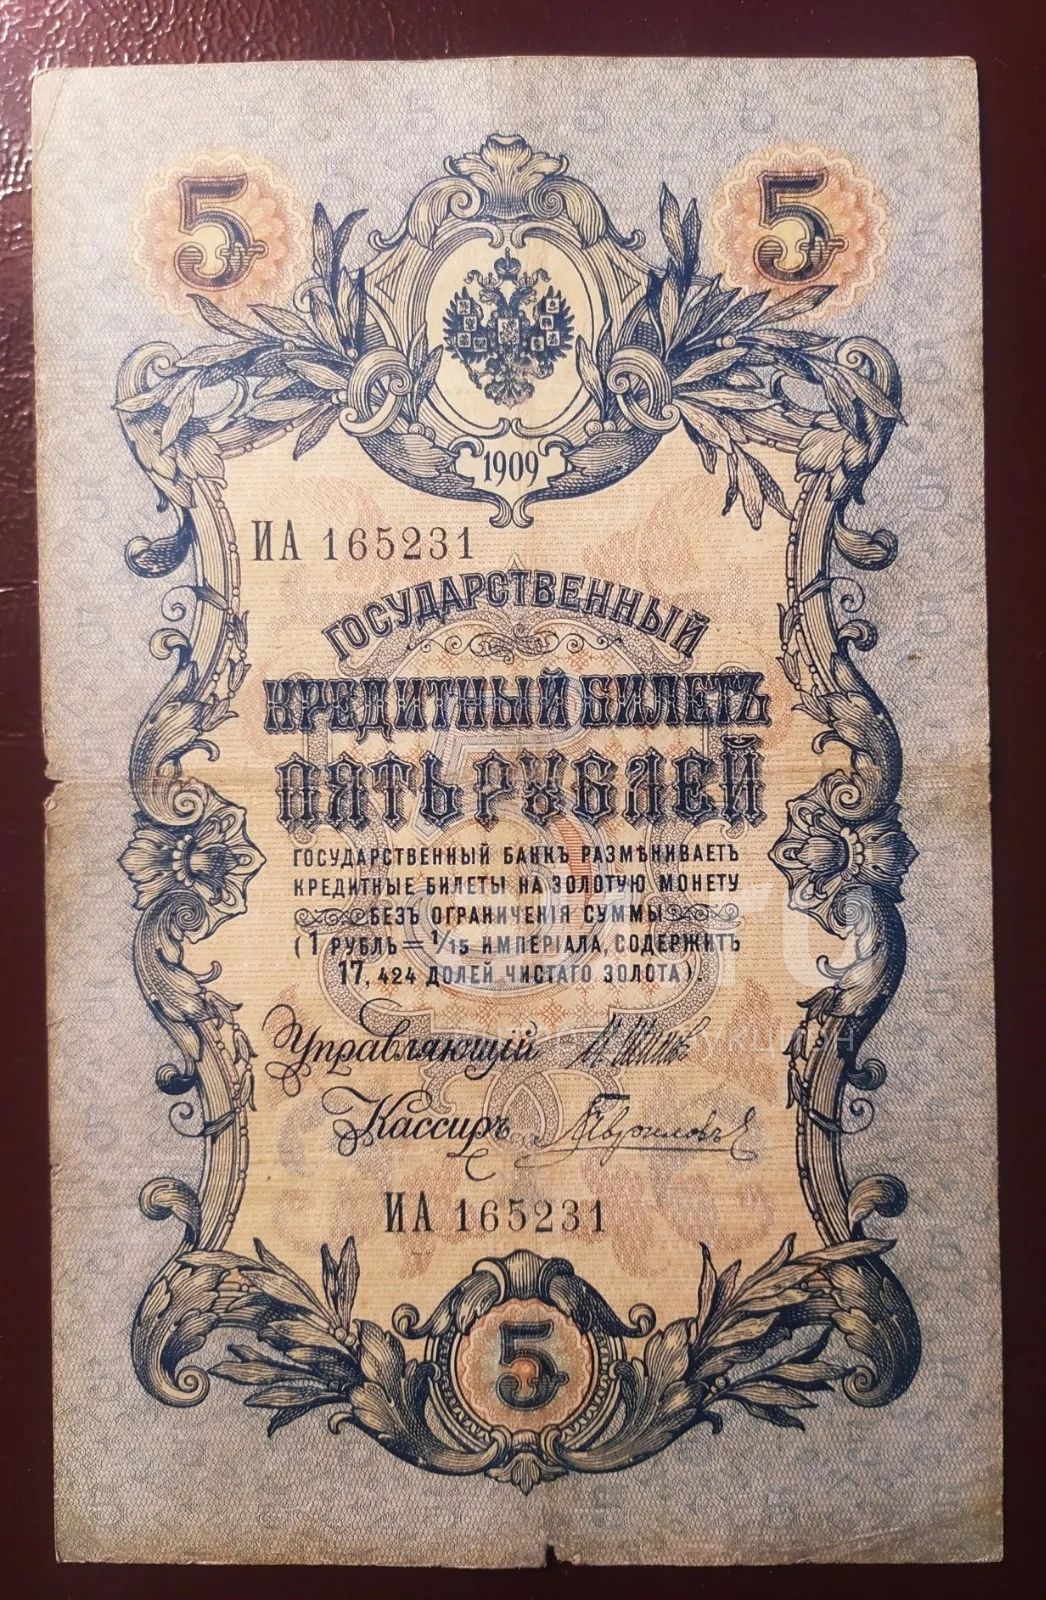 5 5
1909
ИА 165231
ГОСУДАРСТВЕННЫЙ
КРЕДИТНЫЙ БИЛЕТЪ
ПЯТЬ РУБЛЕЙ
ГОСУДАРСТВЕННЫЙ БАНКЪ РАЗМѢНИВАЕТЪ
КРЕДИТНЫЕ БИЛЕТЫ НА ЗОЛОТУЮ МОНЕТУ
БЕЗЪ ОГРАНИЧЕНІЯ СУММЫ
(1 РУБЛЬ = 1/15 ИМПЕРІАЛА, СОДЕРЖИТЪ
17, 424 ДОЛЕЙ ЧИСТАГО ЗОЛОТА).
Управляющій
Кассиръ Гавриловъ
ИА 165231
5